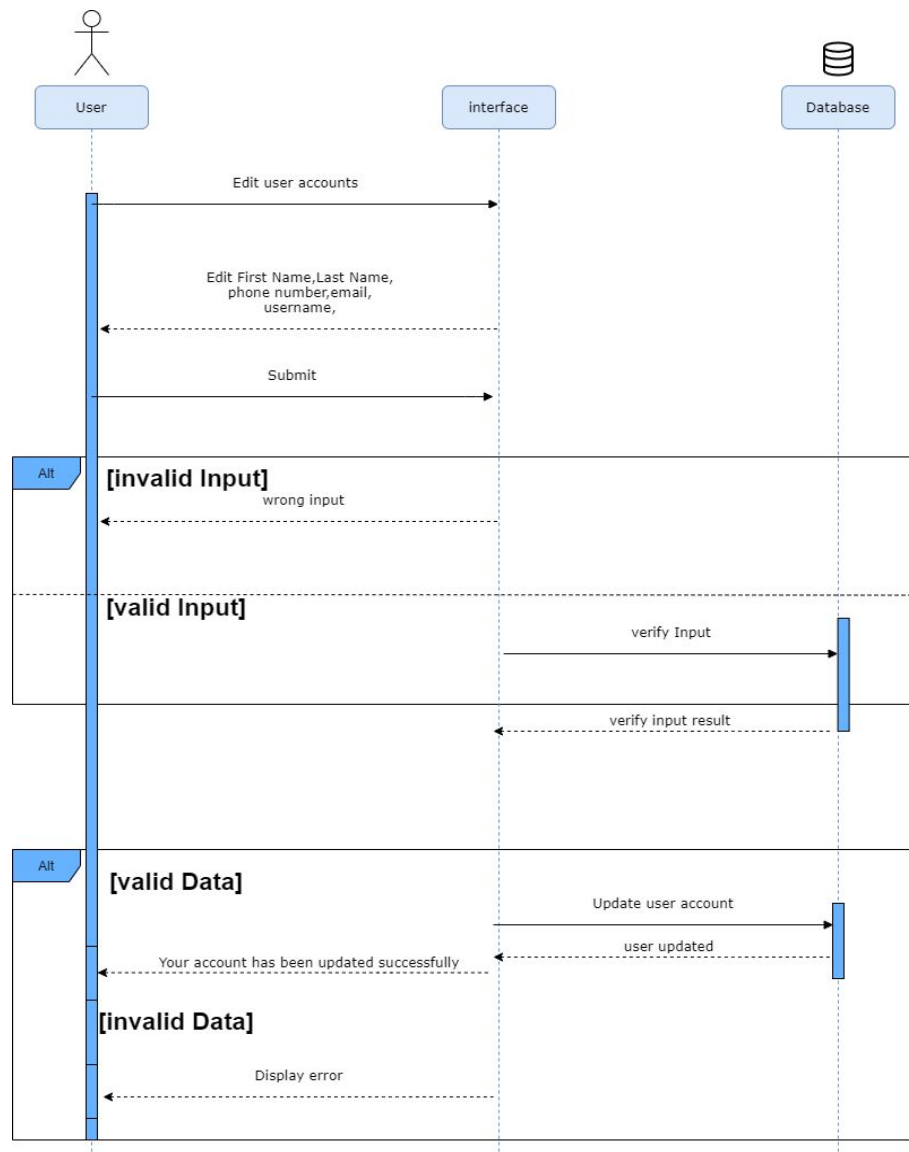 User
interface
Database
Edit user accounts
Edit First Name,Last Name,
phone number,email,
username,
Submit
Alt
[invalid Input]
wrong input
[valid Input]
verify Input
verify input result
Alt
[valid Data]
Update user account
user updated
Your account has been updated successfully
[invalid Data]
Display error